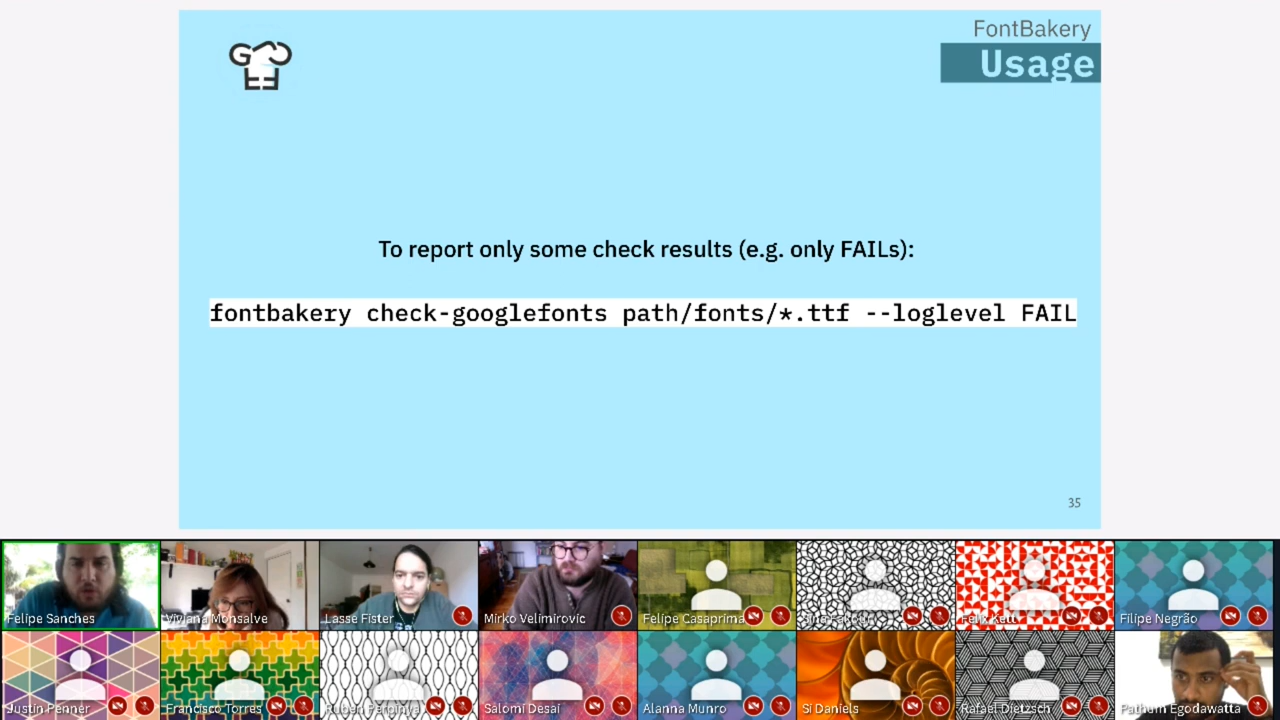 FontBakery
Usage
To report only some check results (e.g. only FAILs):
fontbakery check-googlefonts path/fonts/*.ttf --loglevel FAIL
35
Felipe Sanches
Viviana Monsalve
Lasse Fister
Mirko Velimirovic
Felipe Casaprima
Felix Kett
Filipe Negrão
Justin Penner
Francisco Torres
Salomi Desai
Alanna Munro
Si Daniels
Rafael Dietzsch
Pathum Egodawatta